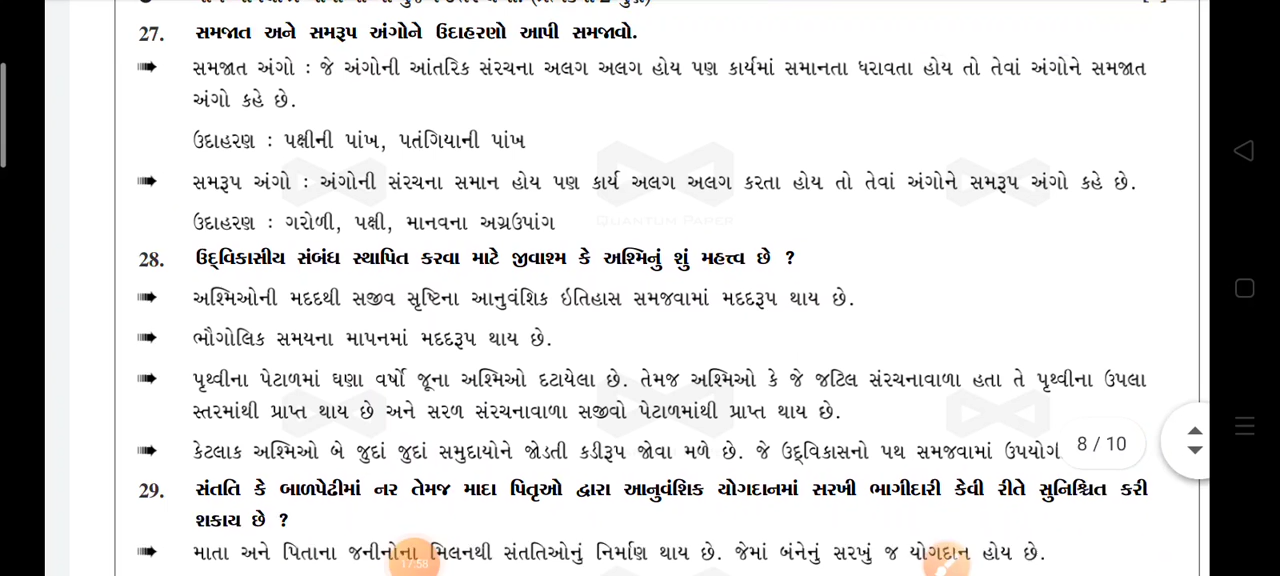 27. સમજાત અને સમરૂપ અંગોને ઉદાહરણો આપી સમજાવો.
➠ સમજાત અંગો : જે અંગોની આંતરિક સંરચના અલગ અલગ હોય પણ કાર્યમાં સમાનતા ધરાવતા હોય તો તેવાં અંગોને સમજાત
અંગો કહે છે.
ઉદાહરણ : પક્ષીની પાંખ, પતંગિયાની પાંખ
➠ સમરૂપ અંગો : અંગોની સંરચના સમાન હોય પણ કાર્ય અલગ અલગ કરતા હોય તો તેવાં અંગોને સમરૂપ અંગો કહે છે.
QUANTUM PAPER
ઉદાહરણ : ગરોળી, પક્ષી, માનવના અગ્રઉપાંગ
28. ઉદ્‌વિકાસીય સંબંધ સ્થાપિત કરવા માટે જીવાશ્મ કે અશ્મિનું શું મહત્ત્વ છે ?
➠ અશ્મિઓની મદદથી સજીવ સૃષ્ટિના આનુવંશિક ઇતિહાસ સમજવામાં મદદરૂપ થાય છે.
➠ ભૌગોલિક સમયના માપનમાં મદદરૂપ થાય છે.
➠ પૃથ્વીના પેટાળમાં ઘણા વર્ષો જૂના અશ્મિઓ દટાયેલા છે. તેમજ અશ્મિઓ કે જે જટિલ સંરચનાવાળા હતા તે પૃથ્વીના ઉપલા
સ્તરમાંથી પ્રાપ્ત થાય છે અને સરળ સંરચનાવાળા સજીવો પેટાળમાંથી પ્રાપ્ત થાય છે.
8 / 10
➠ કેટલાક અશ્મિઓ બે જુદાં જુદાં સમુદાયોને જોડતી કડીરૂપ જોવા મળે છે. જે ઉદ્‌વિકાસનો પથ સમજવામાં ઉપયોગ
29. સંતતિ કે બાળપેઢીમાં નર તેમજ માદા પિતૃઓ દ્વારા આનુવંશિક યોગદાનમાં સરખી ભાગીદારી કેવી રીતે સુનિશ્ચિત કરી
શકાય છે ?
➠ માતા અને પિતાના જનીનોના મિલનથી સંતતિઓનું નિર્માણ થાય છે. જેમાં બંનેનું સરખું જ યોગદાન હોય છે.
17:58